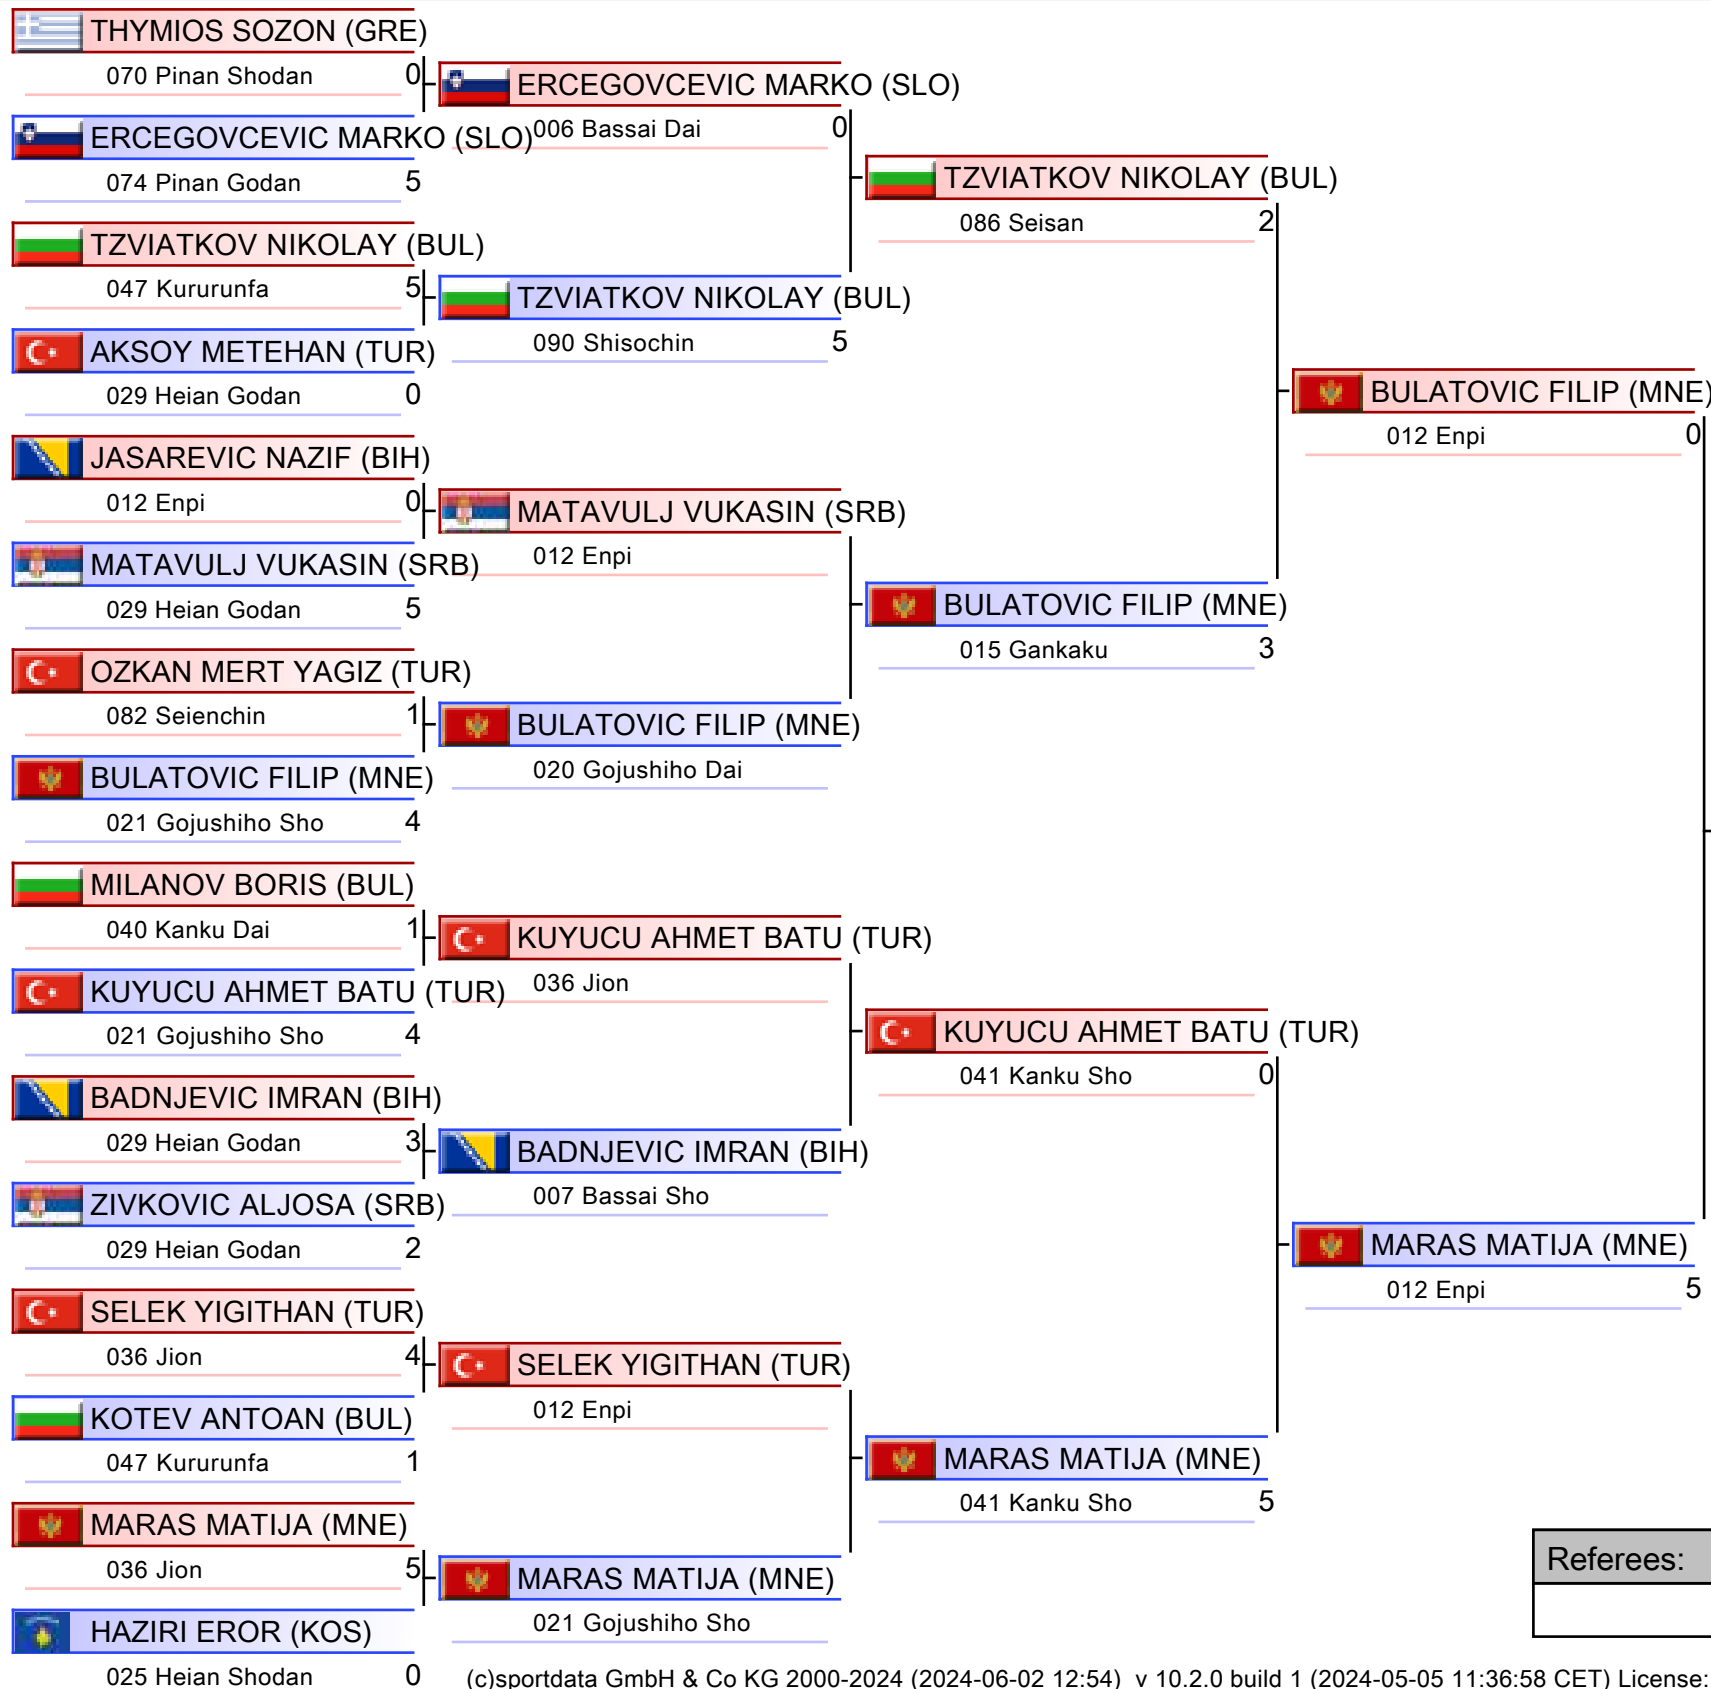 THYMIOS SOZON (GRE)
070 Pinan Shodan 0
ERCEGOVCEVIC MARKO (SLO)
074 Pinan Godan 5
TZVIATKOV NIKOLAY (BUL)
047 Kururunfa 5
AKSOY METEHAN (TUR)
029 Heian Godan 0
JASAREVIC NAZIF (BIH)
012 Enpi 0
MATAVULJ VUKASIN (SRB)
029 Heian Godan 5
OZKAN MERT YAGIZ (TUR)
082 Seienchin 1
BULATOVIC FILIP (MNE)
021 Gojushiho Sho 4
MILANOV BORIS (BUL)
040 Kanku Dai 1
KUYUCU AHMET BATU (TUR)
021 Gojushiho Sho 4
BADNJEVIC IMRAN (BIH)
029 Heian Godan 3
ZIVKOVIC ALJOSA (SRB)
029 Heian Godan 2
SELEK YIGITHAN (TUR)
036 Jion 4
KOTEV ANTOAN (BUL)
047 Kururunfa 1
MARAS MATIJA (MNE)
036 Jion 5
HAZIRI EROR (KOS)
025 Heian Shodan 0
ERCEGOVCEVIC MARKO (SLO)
006 Bassai Dai 0
TZVIATKOV NIKOLAY (BUL)
090 Shisochin 5
MATAVULJ VUKASIN (SRB)
012 Enpi
BULATOVIC FILIP (MNE)
020 Gojushiho Dai
KUYUCU AHMET BATU (TUR)
036 Jion
BADNJEVIC IMRAN (BIH)
007 Bassai Sho
SELEK YIGITHAN (TUR)
012 Enpi
MARAS MATIJA (MNE)
021 Gojushiho Sho
TZVIATKOV NIKOLAY (BUL)
086 Seisan 2
BULATOVIC FILIP (MNE)
015 Gankaku 3
KUYUCU AHMET BATU (TUR)
041 Kanku Sho 0
MARAS MATIJA (MNE)
041 Kanku Sho 5
BULATOVIC FILIP (MNE)
012 Enpi 0
MARAS MATIJA (MNE)
012 Enpi 5
Referees:
(c)sportdata GmbH & Co KG 2000-2024 (2024-06-02 12:54) v 10.2.0 build 1 (2024-05-05 11:36:58 CET) License: